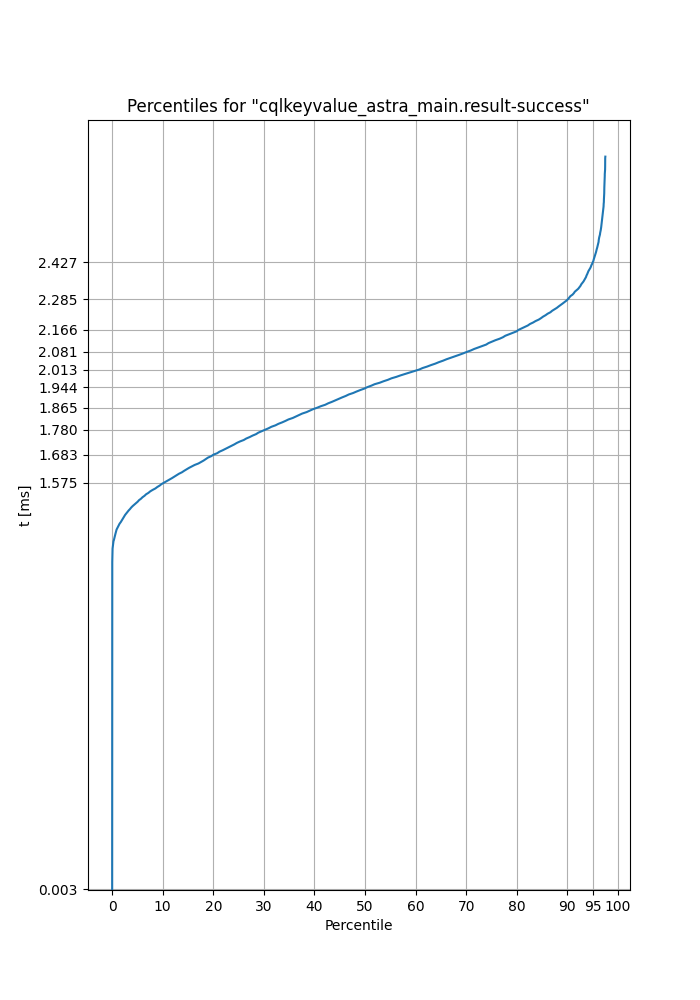 Percentiles for "cqlkeyvalue_astra_main.result-success"
2.427
2.285
2.166
2.081
2.013
1.944
1.865
1.780
1.683
1.575
0.003
t [ms]
0 10 20 30 40 50 60 70 80 90 95 100
Percentile